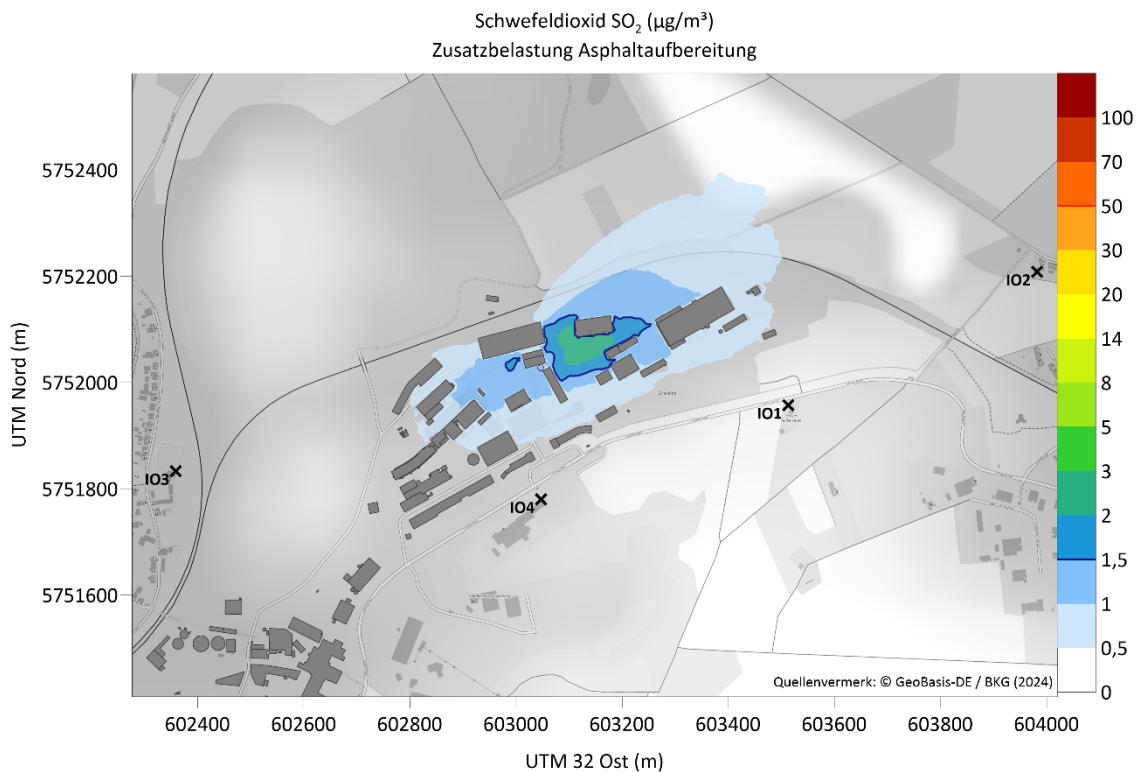 Schwefeldioxid SO₂ (µg/m³)
Zusatzbelastung Asphaltaufbereitung
UTM Nord (m)
5752400
5752200
5752000
5751800
5751600
IO2
IO1
IO3
IO4
100
70
50
30
20
14
8
5
3
2
1,5
1
0,5
0
Quellenvermerk: © GeoBasis-DE / BKG (2024)
602400 602600 602800 603000 603200 603400 603600 603800 604000
UTM 32 Ost (m)